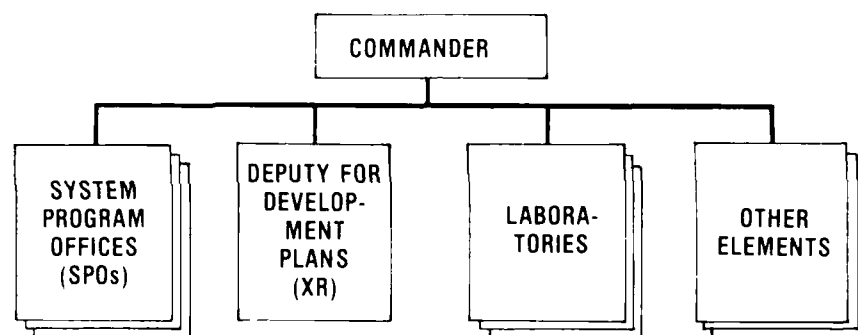 COMMANDER
SYSTEM
PROGRAM
OFFICES
(SPOs)
DEPUTY FOR
DEVELOP-
MENT
PLANS
(XR)
LABORA-
TORIES
OTHER
ELEMENTS